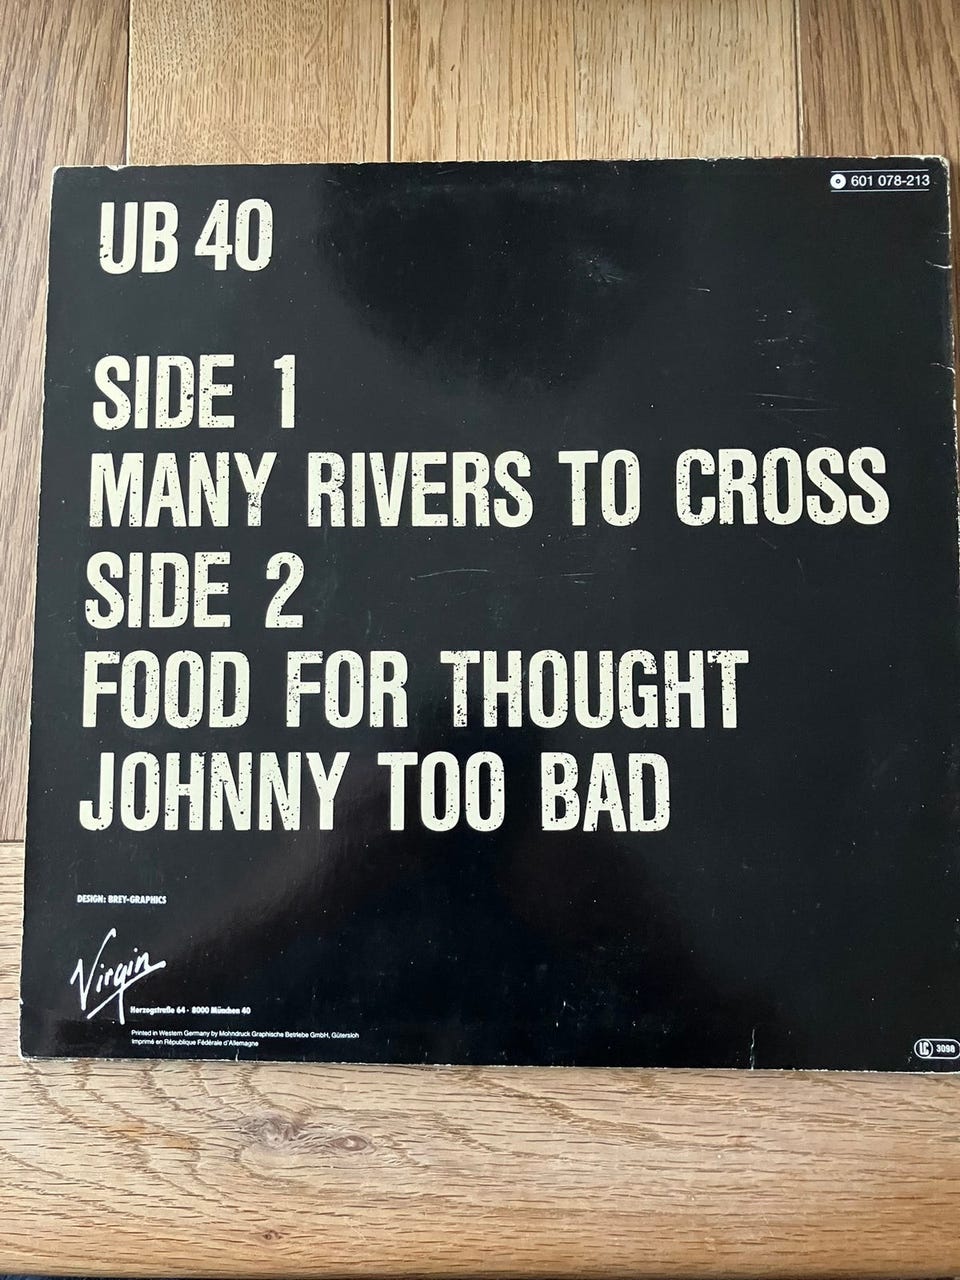 601 078-213
UB 40
SIDE 1
MANY RIVERS TO CROSS
SIDE 2
FOOD FOR THOUGHT
JOHNNY TOO BAD
DESIGN: BREY-GRAPHICS
Virgin
Herzogstraße 64 · 8000 München 40
Printed in Western Germany by Mohndruck Graphische Betriebe GmbH, Gütersloh
Imprimé en République Fédérale d'Allemagne
LC 3098